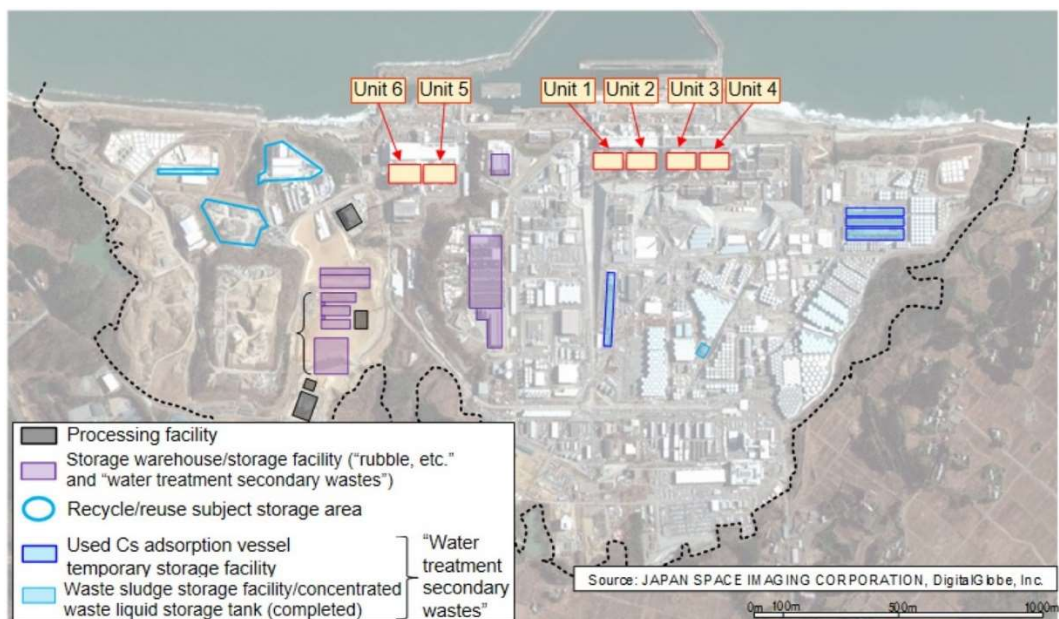 Unit 6
Unit 5
Unit 1
Unit 2
Unit 3
Unit 4
Processing facility
Storage warehouse/storage facility (“rubble, etc.”
and “water treatment secondary wastes”)
Recycle/reuse subject storage area
Used Cs adsorption vessel
temporary storage facility
Waste sludge storage facility/concentrated
waste liquid storage tank (completed)
“Water
treatment
secondary
wastes”
Source: JAPAN SPACE IMAGING CORPORATION, DigitalGlobe, Inc.
0m 100m 500m 1000m